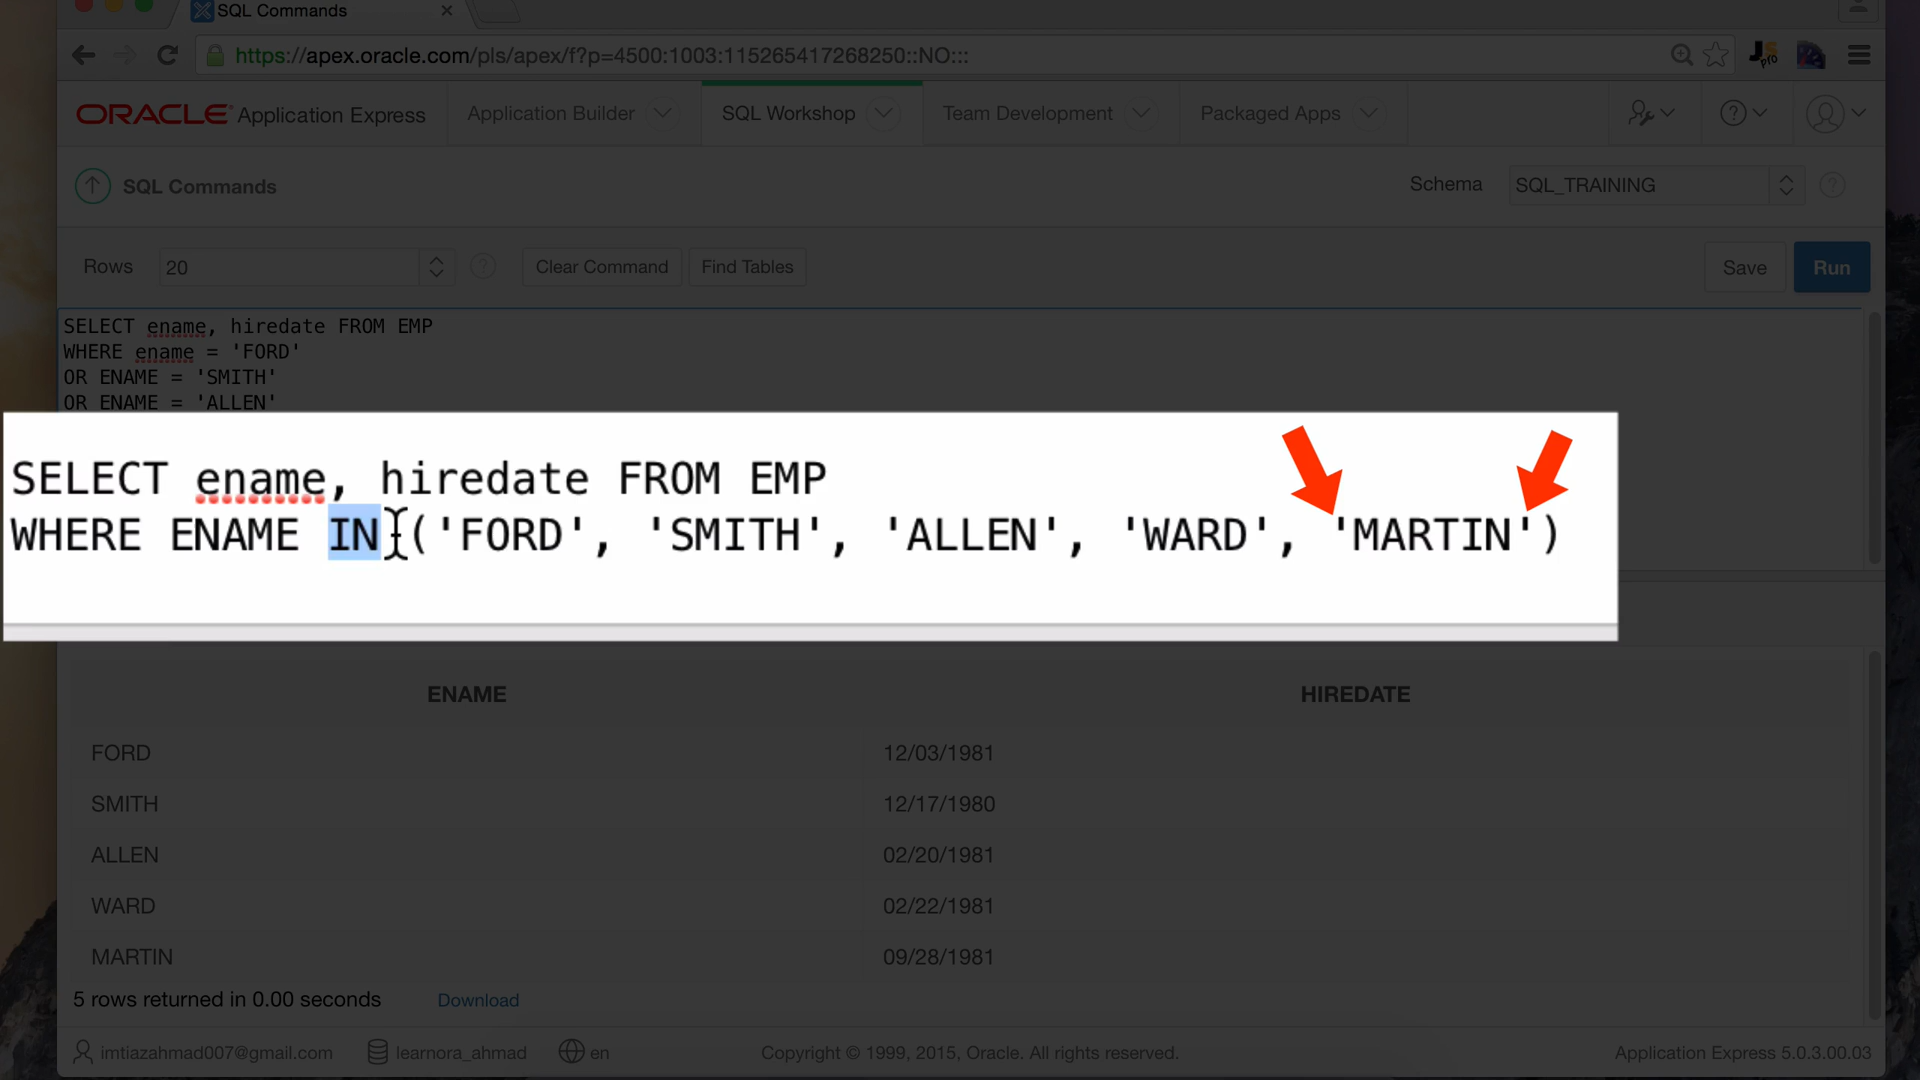 SQL Commands
https://apex.oracle.com/pls/apex/f?p=4500:1003:115265417268250::NO:::
ORACLE Application Express Application Builder SQL Workshop Team Development Packaged Apps
SQL Commands Schema SQL_TRAINING
Rows 20 Clear Command Find Tables Save Run
SELECT ename, hiredate FROM EMP
WHERE ename = 'FORD'
OR ENAME = 'SMITH'
OR ENAME = 'ALLEN'
SELECT ename, hiredate FROM EMP
WHERE ENAME IN ('FORD', 'SMITH', 'ALLEN', 'WARD', 'MARTIN')
ENAME HIREDATE
FORD 12/03/1981
SMITH 12/17/1980
ALLEN 02/20/1981
WARD 02/22/1981
MARTIN 09/28/1981
5 rows returned in 0.00 seconds Download
imtiazahmad007@gmail.com learnora_ahmad en Copyright © 1999, 2015, Oracle. All rights reserved. Application Express 5.0.3.00.03